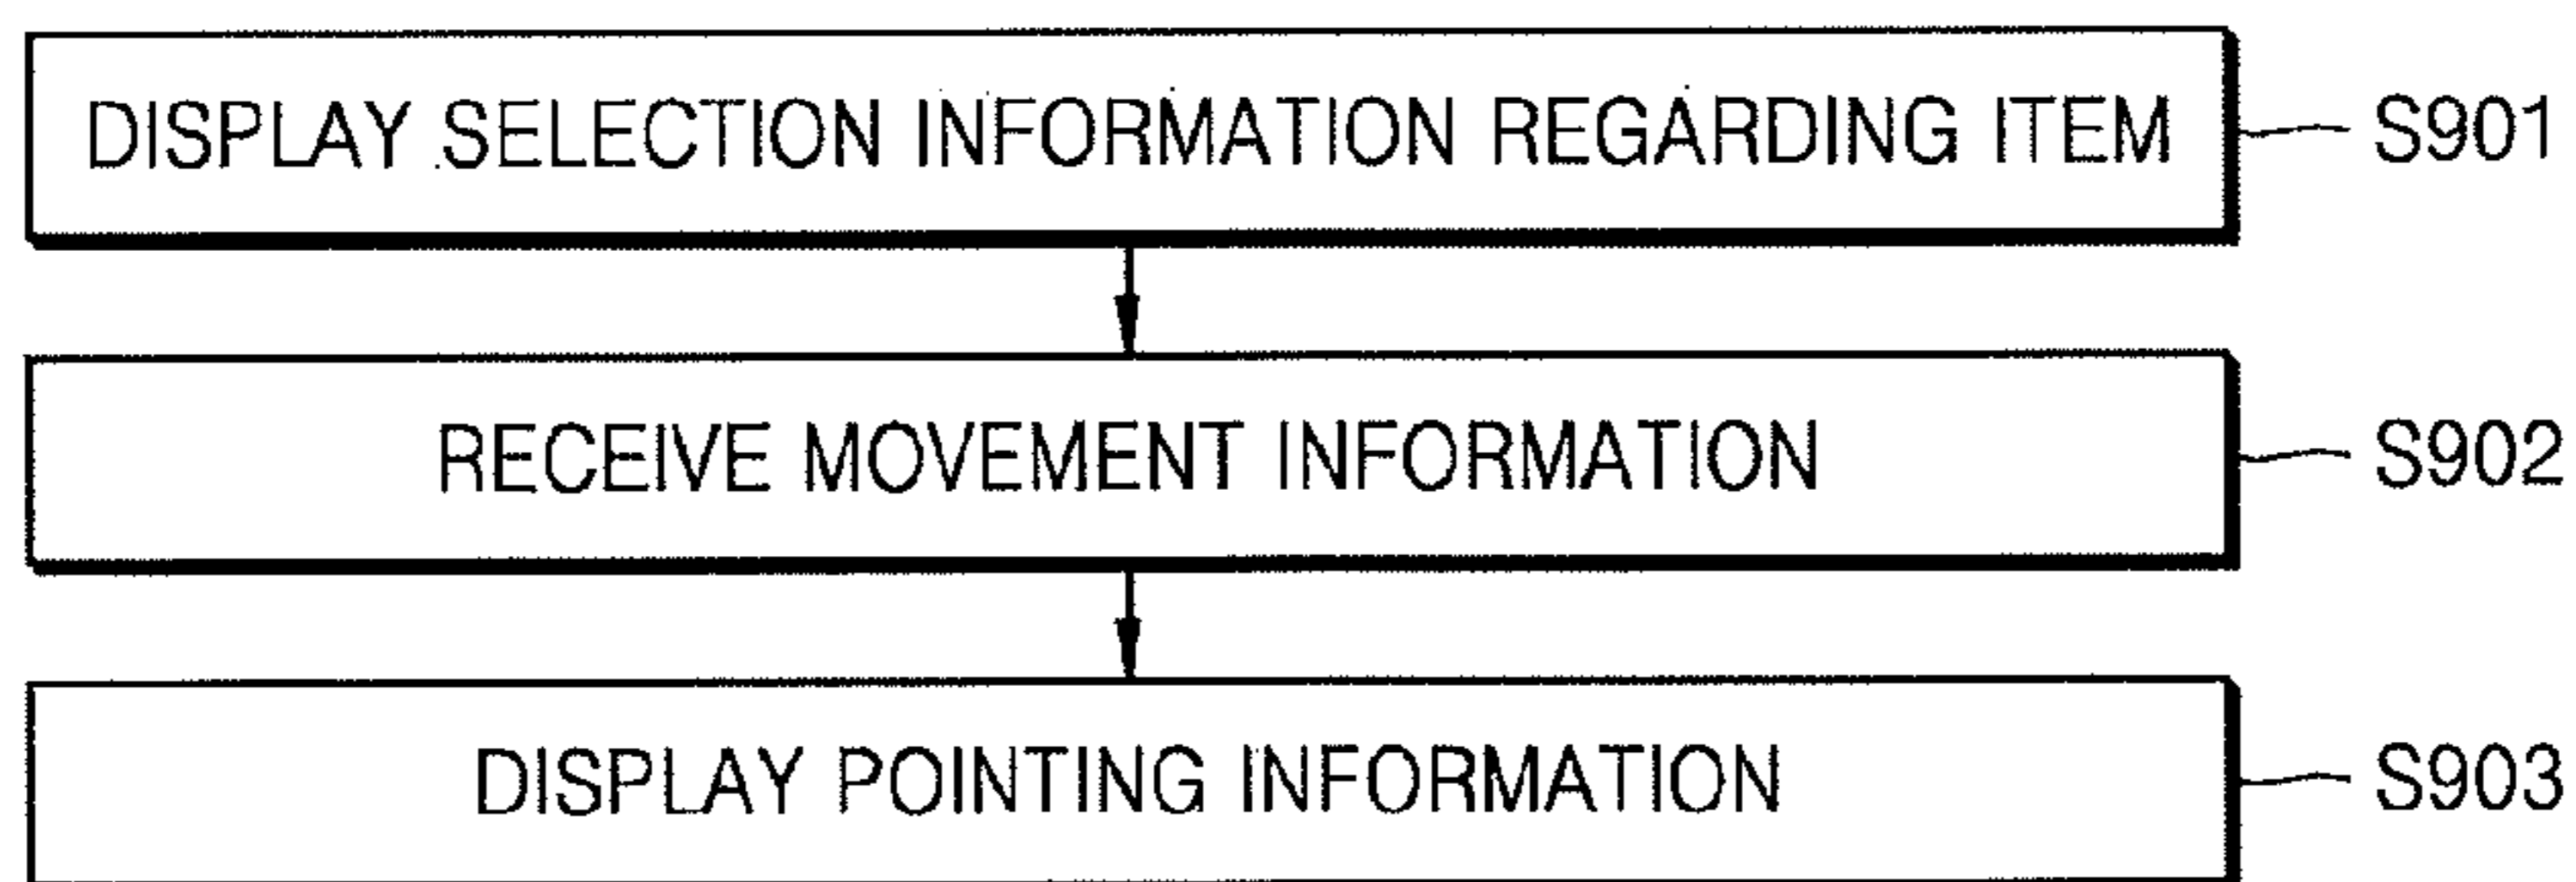 DISPLAY SELECTION INFORMATION REGARDING ITEM S901
RECEIVE MOVEMENT INFORMATION S902
DISPLAY POINTING INFORMATION S903